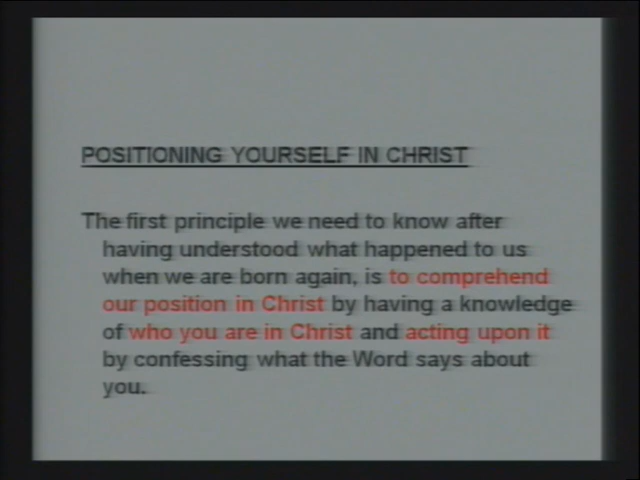 POSITIONING YOURSELF IN CHRIST
The first principle we need to know after
having understood what happened to us
when we are born again, is to comprehend
our position in Christ by having a knowledge
of who you are in Christ and acting upon it
by confessing what the Word says about
you.